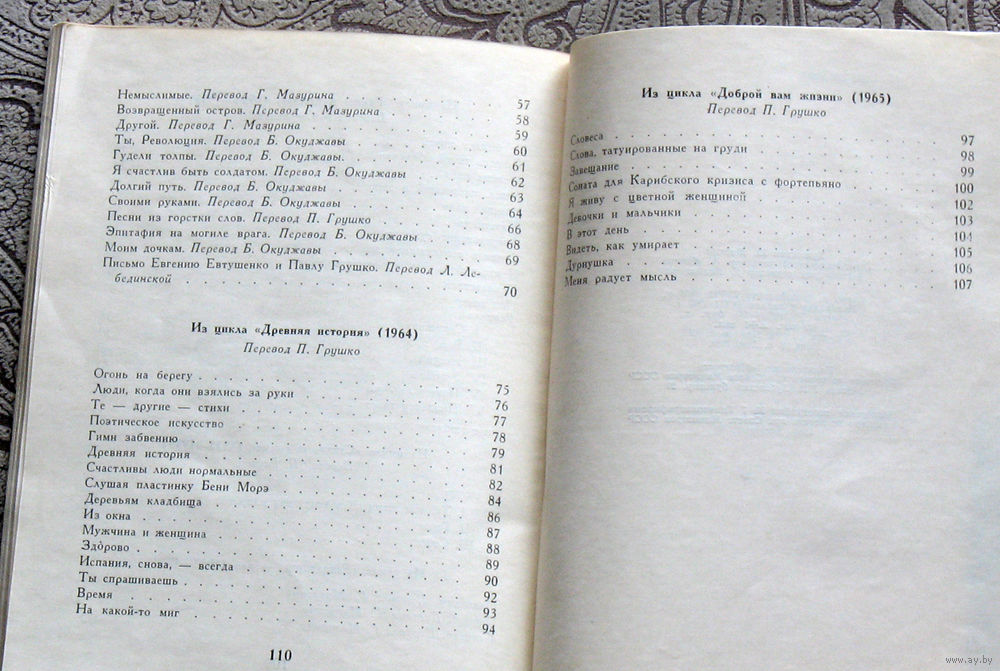 Немыслимые. Перевод Г. Мазурина 57
Возвращенный остров. Перевод Г. Мазурина 58
Другой. Перевод Г. Мазурина 59
Ты, Революция. Перевод Б. Окуджавы 60
Гудели толпы. Перевод Б. Окуджавы. 61
Я счастлив быть солдатом. Перевод Б. Окуджавы 62
Долгий путь. Перевод Б. Окуджавы 63
Своими руками. Перевод Б. Окуджавы 64
Песни из горстки слов. Перевод П. Грушко 66
Эпитафия на могиле врага. Перевод Б. Окуджавы 68
Моим дочкам. Перевод Б. Окуджавы 69
Письмо Евгению Евтушенко и Павлу Грушко. Перевод Л. Ле-
бединской 70
Из цикла «Древняя история» (1964)
Перевод П. Грушко
Огонь на берегу 75
Люди, когда они взялись за руки 76
Те — другие — стихи 77
Поэтическое искусство 78
Гимн забвению 79
Древняя история 81
Счастливы люди нормальные 82
Слушая пластинку Бени Морэ 84
Деревьям кладбища 86
Из окна 87
Мужчина и женщина 88
Здо́рово 89
Испания, снова, — всегда 90
Ты спрашиваешь 92
Время 93
На какой-то миг 94
110
Из цикла «Доброй вам жизни» (1965)
Перевод П. Грушко
Словеса 97
Слова, татуированные на груди 98
Завещание 99
Соната для Карибского кризиса с фортепьяно 100
Я живу с цветной женщиной 102
Девочки и мальчики 103
В этот день 104
Видеть, как умирает 105
Дурнушка 106
Меня радует мысль 107
www.ay.by